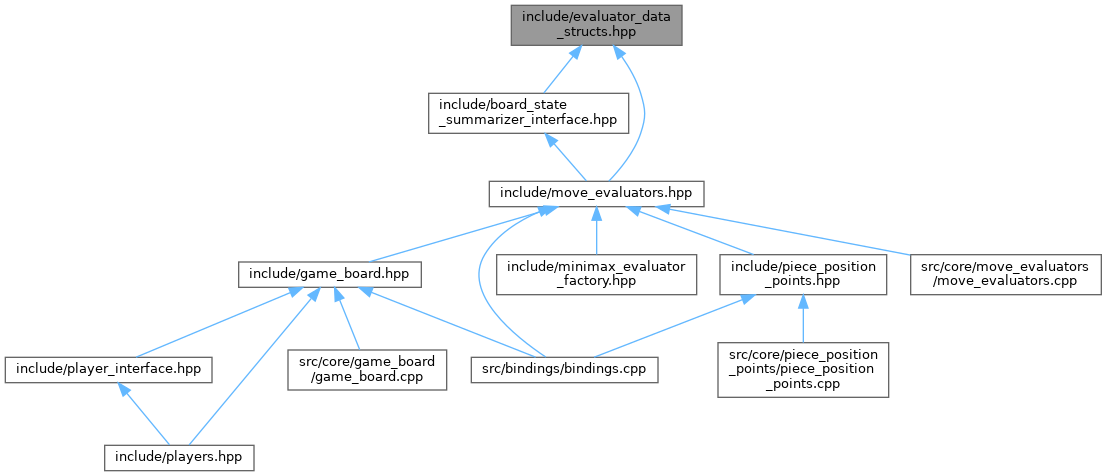 include/evaluator_data
_structs.hpp
include/board_state
_summarizer_interface.hpp
include/move_evaluators.hpp
include/game_board.hpp
include/minimax_evaluator
_factory.hpp
include/piece_position
_points.hpp
src/core/move_evaluators
/move_evaluators.cpp
include/player_interface.hpp
src/core/game_board
/game_board.cpp
src/bindings/bindings.cpp
src/core/piece_position
_points/piece_position
_points.cpp
include/players.hpp